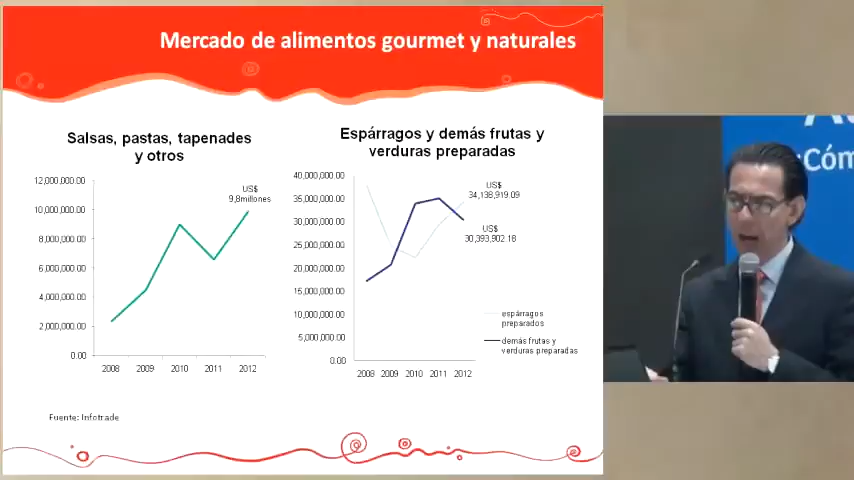 Mercado de alimentos gourmet y naturales
Salsas, pastas, tapenades
y otros
12,000,000.00
10,000,000.00
8,000,000.00
6,000,000.00
4,000,000.00
2,000,000.00
0.00
US$
9,8millones
2008 2009 2010 2011 2012
Espárragos y demás frutas y
verduras preparadas
40,000,000.00
35,000,000.00
30,000,000.00
25,000,000.00
20,000,000.00
15,000,000.00
10,000,000.00
5,000,000.00
0.00
US$
34,138,919.09
US$
30,393,902.18
espárragos
preparados
demás frutas y
verduras preparadas
2008 2009 2010 2011 2012
Fuente: Infotrade
¿Cóm